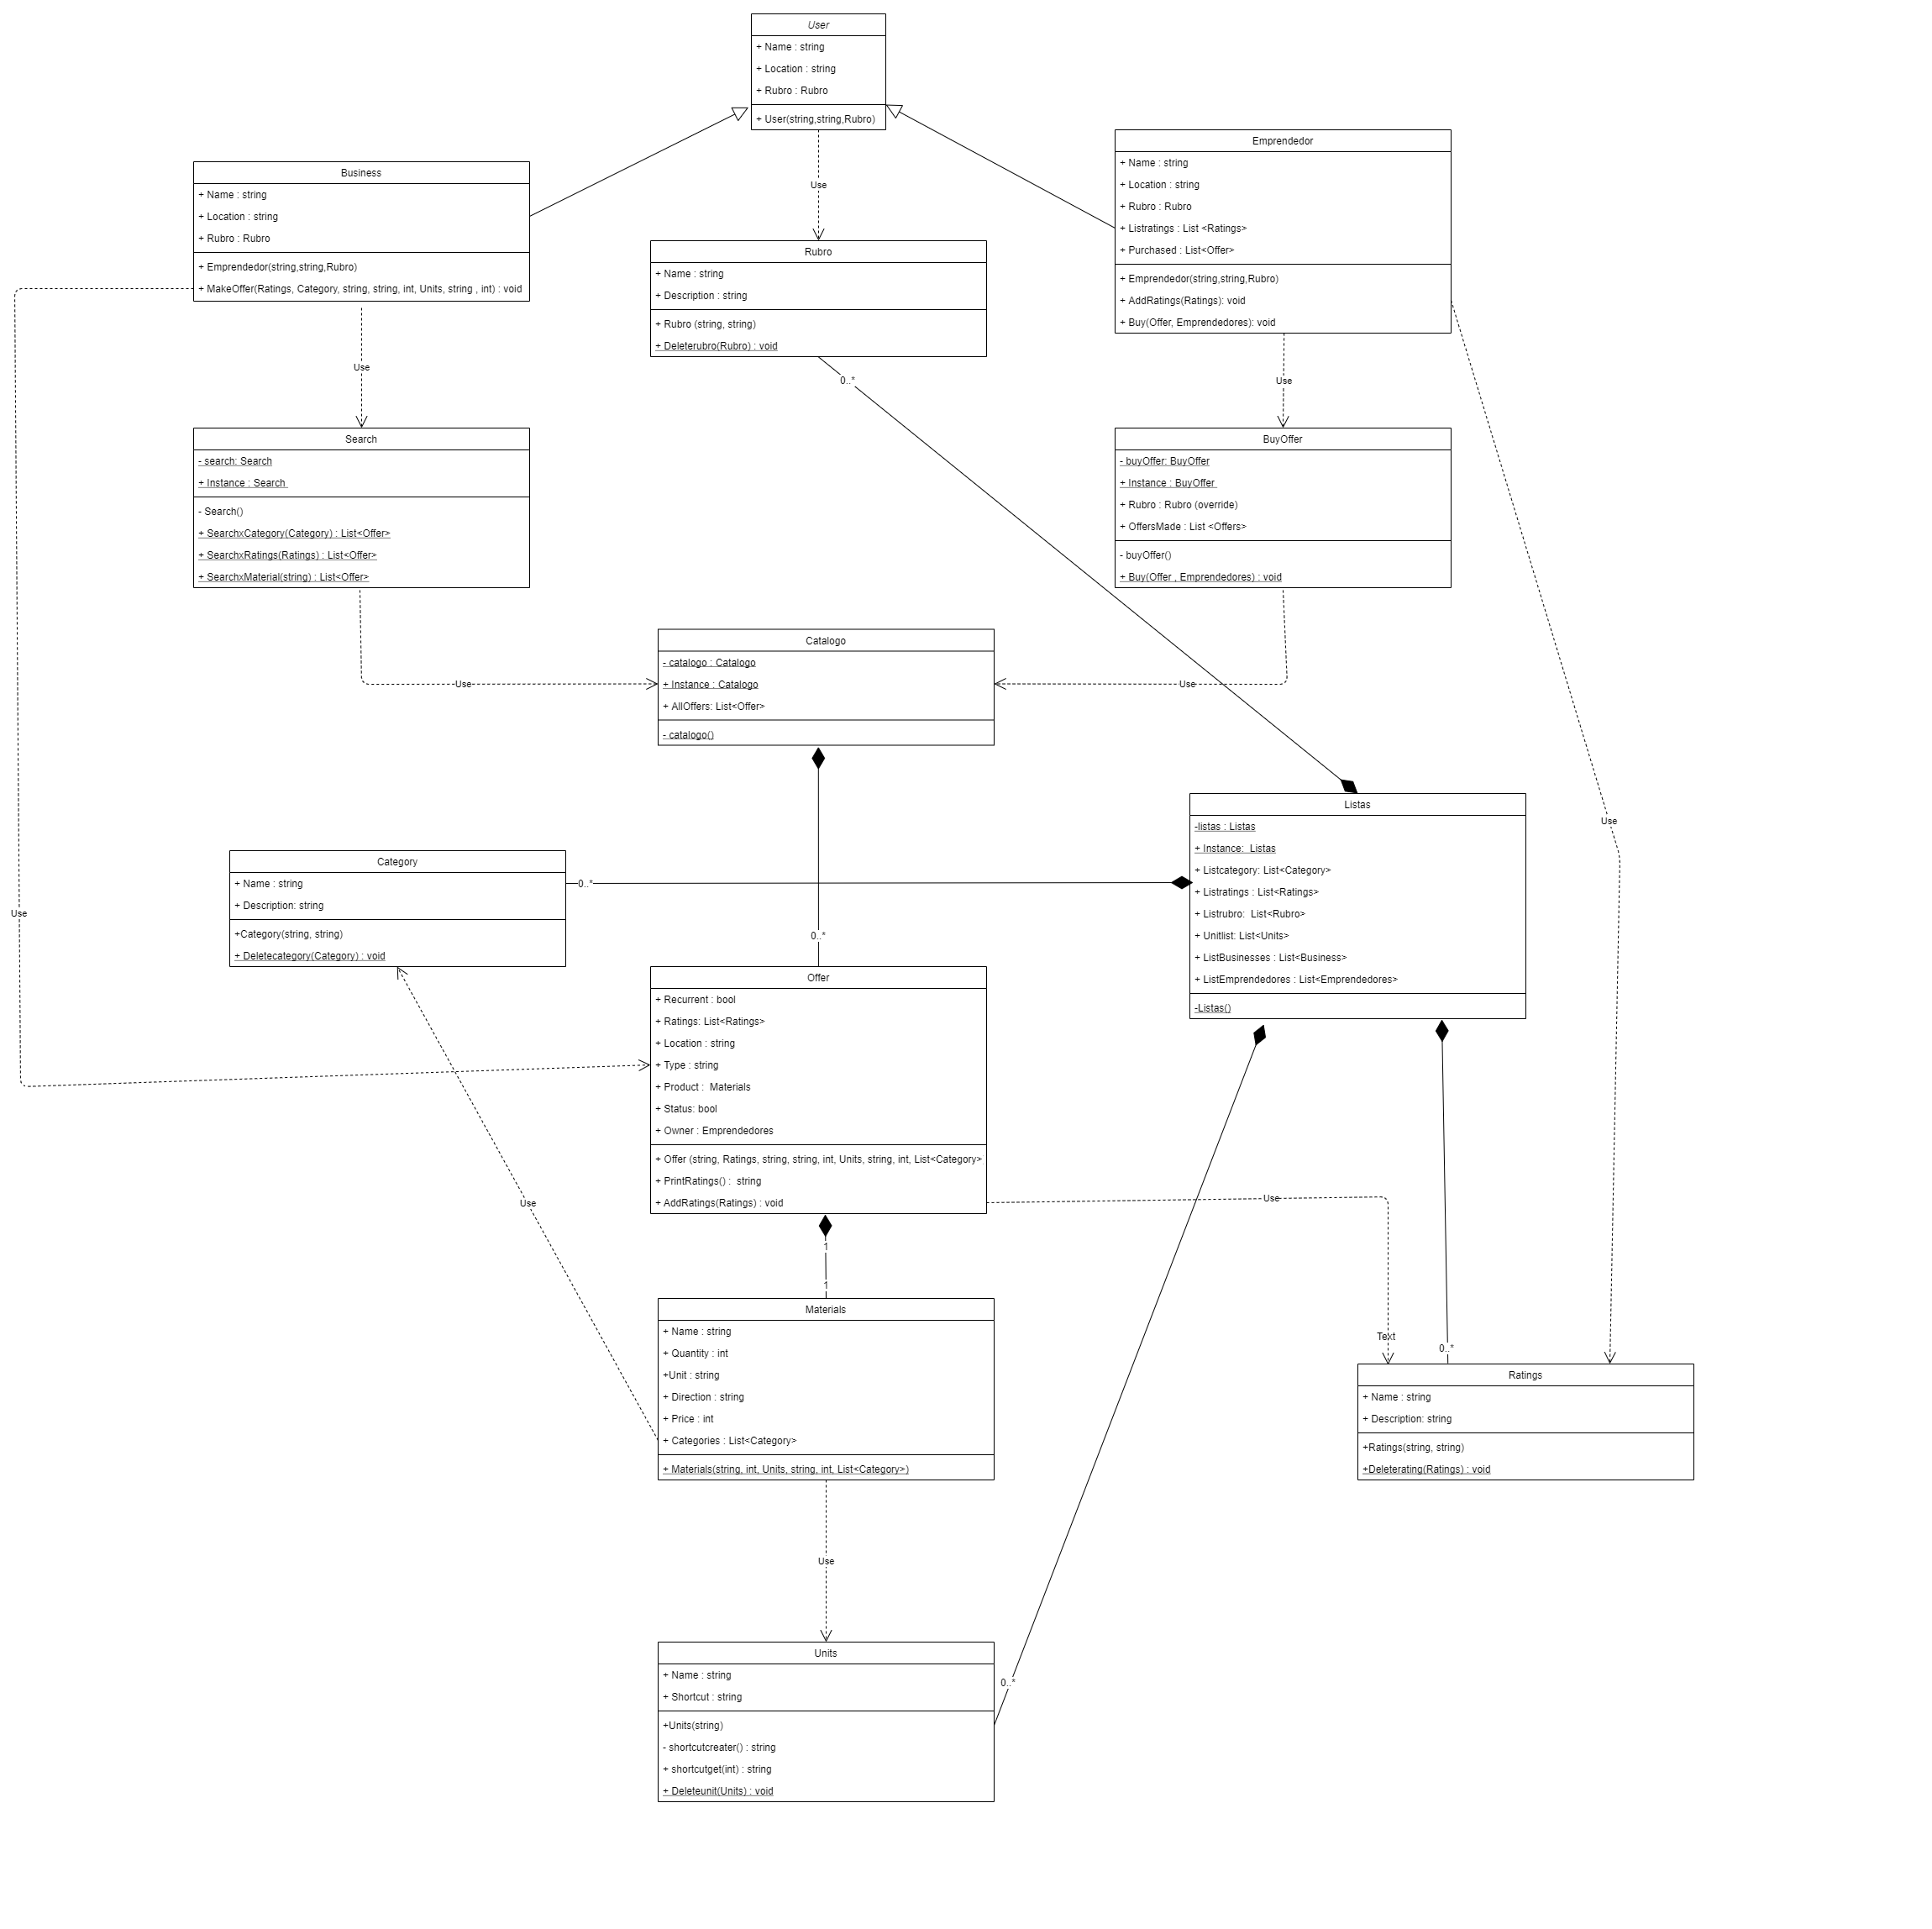 User
+ Name : string
+ Location : string
+ Rubro : Rubro
+ User(string,string,Rubro)
Business
+ Name : string
+ Location : string
+ Rubro : Rubro
+ Emprendedor(string,string,Rubro)
+ MakeOffer(Ratings, Category, string, string, int, Units, string , int) : void
Use
Rubro
+ Name : string
+ Description : string
+ Rubro (string, string)
+ Deleterubro(Rubro) : void
0..*
Emprendedor
+ Name : string
+ Location : string
+ Rubro : Rubro
+ Listratings : List <Ratings>
+ Purchased : List<Offer>
+ Emprendedor(string,string,Rubro)
+ AddRatings(Ratings): void
+ Buy(Offer, Emprendedores): void
Use
Use
Search
- search: Search
+ Instance : Search
- Search()
+ SearchxCategory(Category) : List<Offer>
+ SearchxRatings(Ratings) : List<Offer>
+ SearchxMaterial(string) : List<Offer>
BuyOffer
- buyOffer: BuyOffer
+ Instance : BuyOffer
+ Rubro : Rubro (override)
+ OffersMade : List <Offers>
- buyOffer()
+ Buy(Offer , Emprendedores) : void
Use
Catalogo
- catalogo : Catalogo
+ Instance : Catalogo
+ AllOffers: List<Offer>
- catalogo()
Use
Use
Listas
-listas : Listas
+ Instance:  Listas
+ Listcategory: List<Category>
+ Listratings : List<Ratings>
+ Listrubro:  List<Rubro>
+ Unitlist: List<Units>
+ ListBusinesses : List<Business>
+ ListEmprendedores : List<Emprendedores>
-Listas()
Category
+ Name : string
+ Description: string
+Category(string, string)
+ Deletecategory(Category) : void
0..*
Use
0..*
Offer
+ Recurrent : bool
+ Ratings: List<Ratings>
+ Location : string
+ Type : string
+ Product :  Materials
+ Status: bool
+ Owner : Emprendedores
+ Offer (string, Ratings, string, string, int, Units, string, int, List<Category>
+ PrintRatings() :  string
+ AddRatings(Ratings) : void
Use
Use
1
1
Materials
+ Name : string
+ Quantity : int
+Unit : string
+ Direction : string
+ Price : int
+ Categories : List<Category>
+ Materials(string, int, Units, string, int, List<Category>)
Text
0..*
Ratings
+ Name : string
+ Description: string
+Ratings(string, string)
+Deleterating(Ratings) : void
Use
Units
+ Name : string
+ Shortcut : string
+Units(string)
- shortcutcreater() : string
+ shortcutget(int) : string
+ Deleteunit(Units) : void
0..*